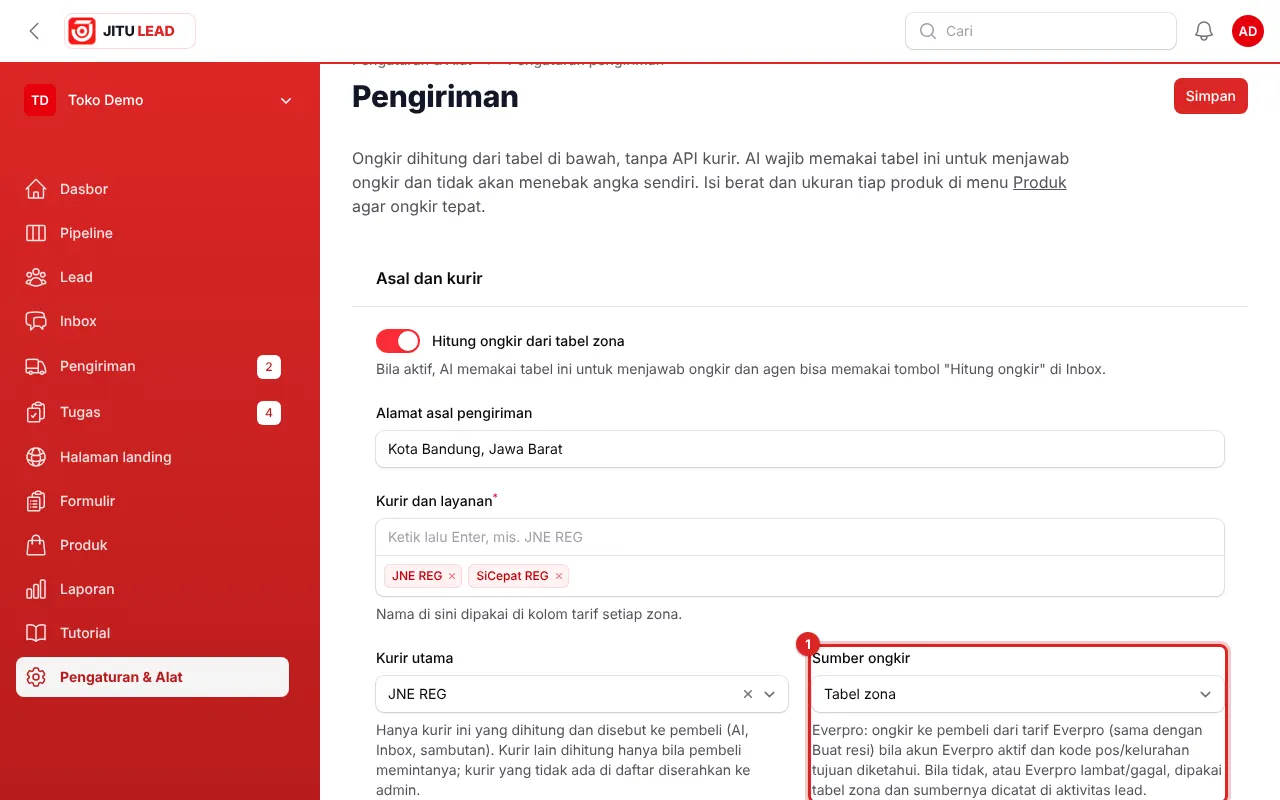 JITU LEAD
Cari
AD
TD
Toko Demo
Dasbor
Pipeline
Lead
Inbox
Pengiriman
2
Tugas
4
Halaman landing
Formulir
Produk
Laporan
Tutorial
Pengaturan & Alat
Pengiriman
Simpan
Ongkir dihitung dari tabel di bawah, tanpa API kurir. AI wajib memakai tabel ini untuk menjawab
ongkir dan tidak akan menebak angka sendiri. Isi berat dan ukuran tiap produk di menu Produk
agar ongkir tepat.
Asal dan kurir
Hitung ongkir dari tabel zona
Bila aktif, AI memakai tabel ini untuk menjawab ongkir dan agen bisa memakai tombol "Hitung ongkir" di Inbox.
Alamat asal pengiriman
Kota Bandung, Jawa Barat
Kurir dan layanan*
Ketik lalu Enter, mis. JNE REG
JNE REG × SiCepat REG ×
Nama di sini dipakai di kolom tarif setiap zona.
Kurir utama
JNE REG
Hanya kurir ini yang dihitung dan disebut ke pembeli (AI,
Inbox, sambutan). Kurir lain dihitung hanya bila pembeli
memintanya; kurir yang tidak ada di daftar diserahkan ke
admin.
1
Sumber ongkir
Tabel zona
Everpro: ongkir ke pembeli dari tarif Everpro (sama dengan
Buat resi) bila akun Everpro aktif dan kode pos/kelurahan
tujuan diketahui. Bila tidak, atau Everpro lambat/gagal, dipakai
tabel zona dan sumbernya dicatat di aktivitas lead.